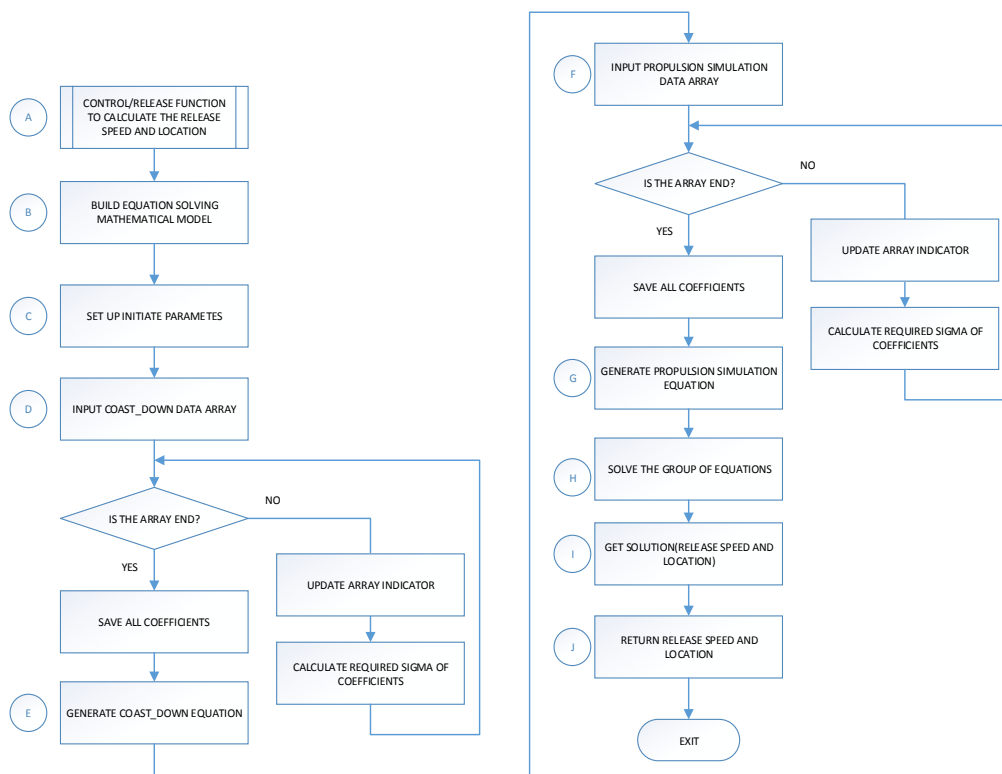 A
CONTROL/RELEASE FUNCTION
TO CALCULATE THE RELEASE
SPEED AND LOCATION
B
BUILD EQUATION SOLVING
MATHEMATICAL MODEL
C
SET UP INITIATE PARAMETES
D
INPUT COAST_DOWN DATA ARRAY
IS THE ARRAY END?
NO
YES
UPDATE ARRAY INDICATOR
SAVE ALL COEFFICIENTS
CALCULATE REQUIRED SIGMA OF
COEFFICIENTS
E
GENERATE COAST_DOWN EQUATION
F
INPUT PROPULSION SIMULATION
DATA ARRAY
IS THE ARRAY END?
NO
YES
UPDATE ARRAY INDICATOR
SAVE ALL COEFFICIENTS
CALCULATE REQUIRED SIGMA OF
COEFFICIENTS
G
GENERATE PROPULSION SIMULATION
EQUATION
H
SOLVE THE GROUP OF EQUATIONS
I
GET SOLUTION(RELEASE SPEED AND
LOCATION)
J
RETURN RELEASE SPEED AND
LOCATION
EXIT